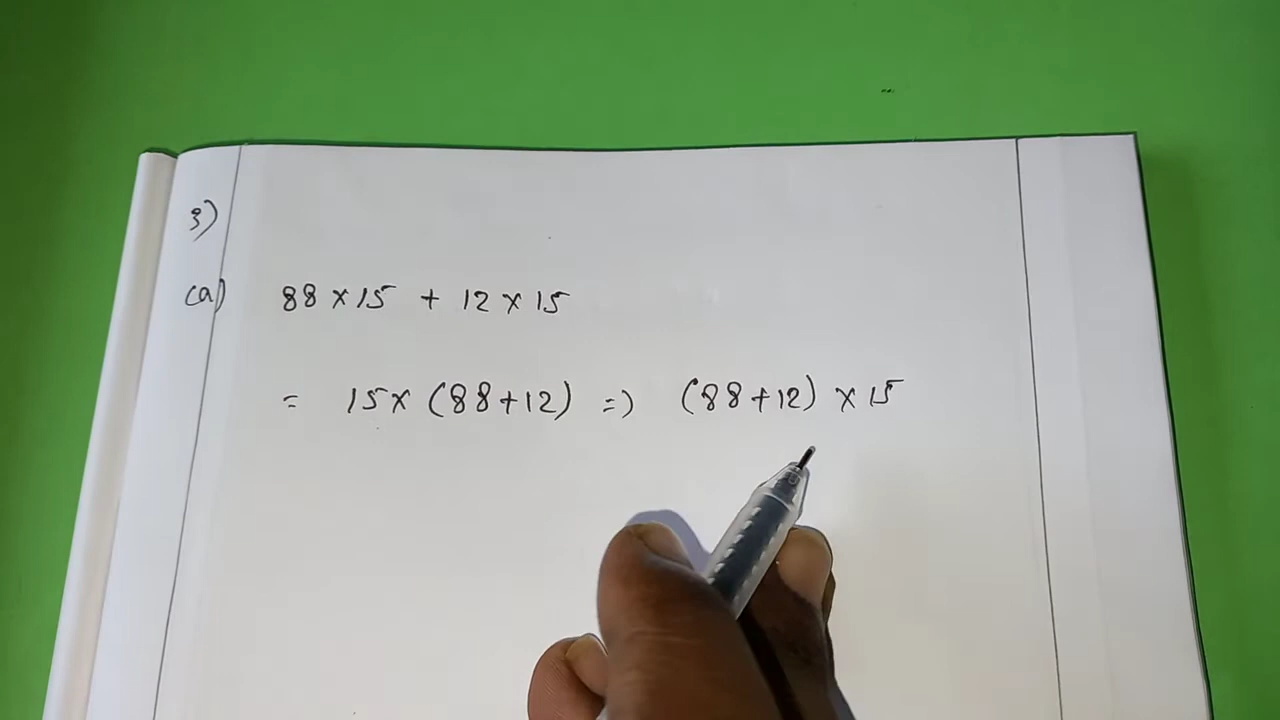 3)
(a) 88 × 15 + 12 × 15
= 15 × (88+12) => (88+12) × 15